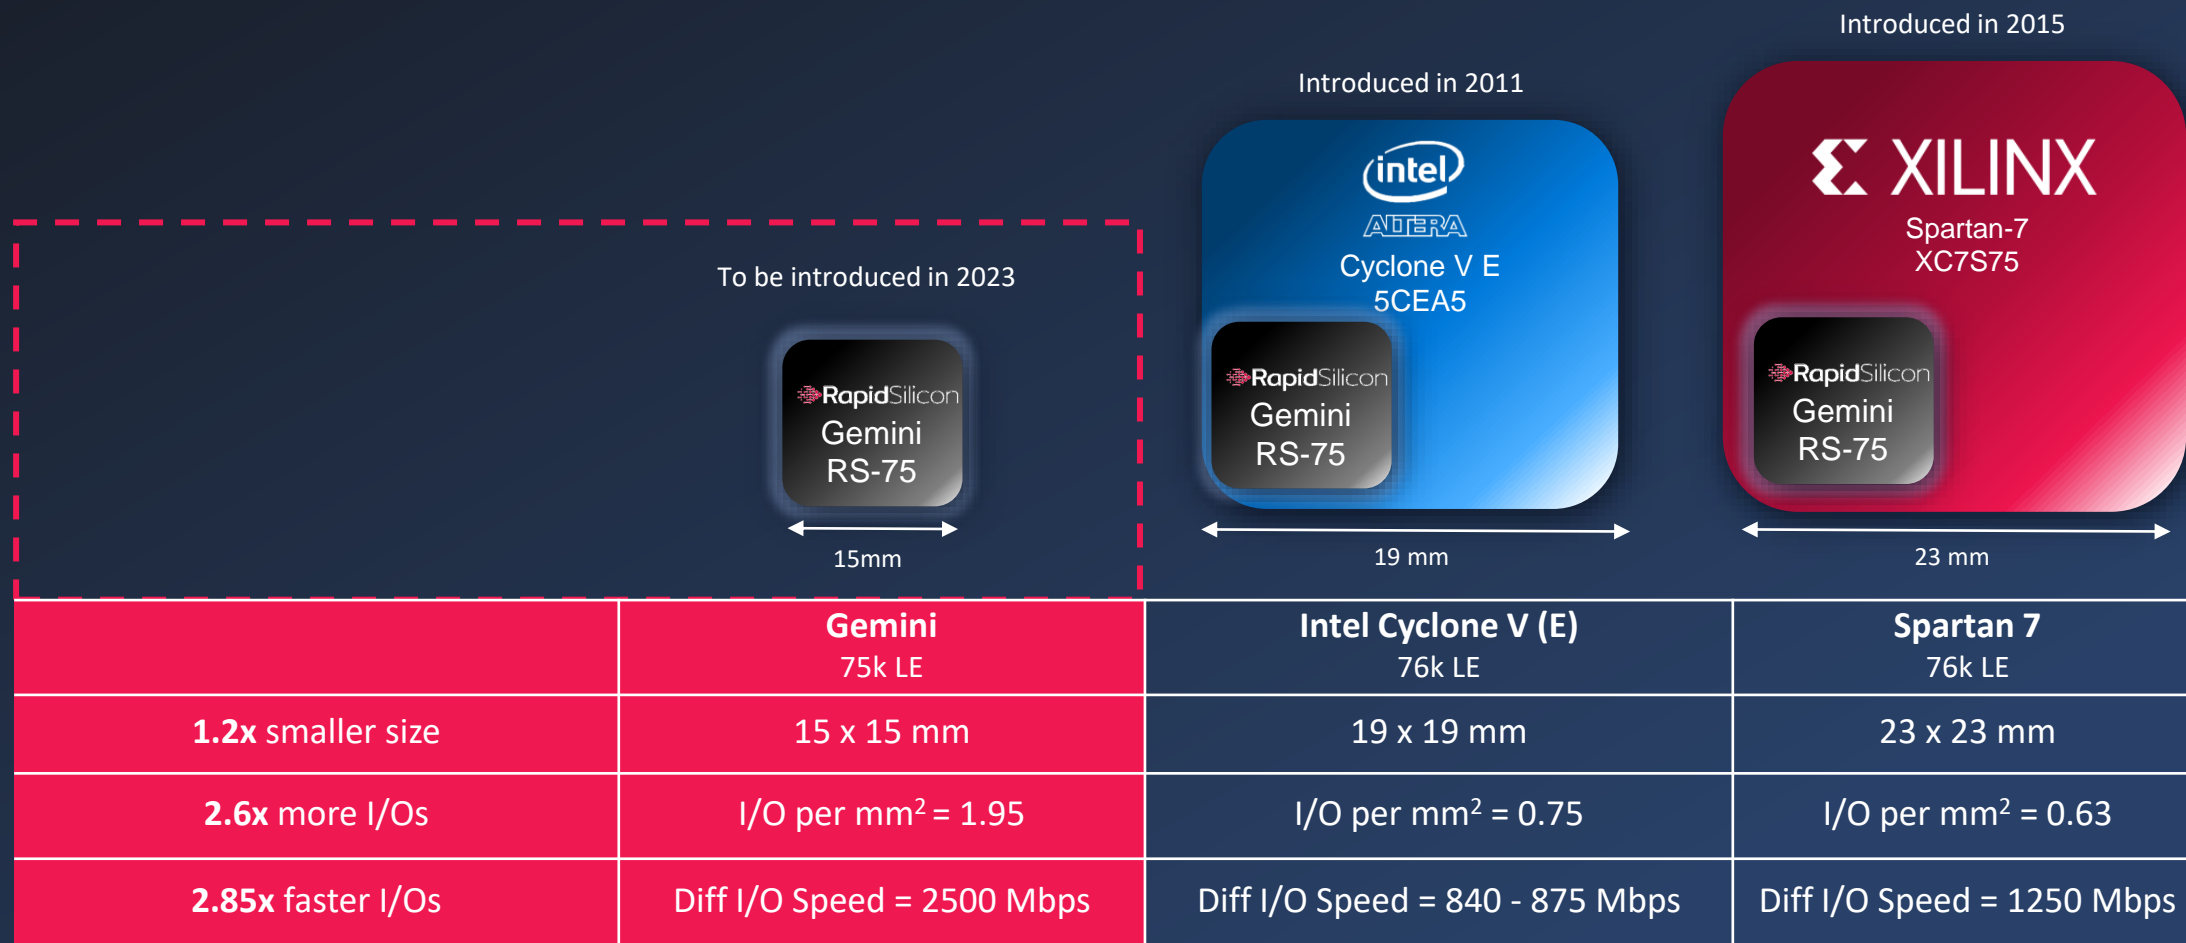 Introduced in 2015
Introduced in 2011
To be introduced in 2023
RapidSilicon
Gemini
RS-75
15mm
intel
ALTERA
Cyclone V E
5CEA5
RapidSilicon
Gemini
RS-75
19 mm
XILINX
Spartan-7
XC7S75
RapidSilicon
Gemini
RS-75
23 mm
Gemini
75k LE
Intel Cyclone V (E)
76k LE
Spartan 7
76k LE
1.2x smaller size
15 x 15 mm
19 x 19 mm
23 x 23 mm
2.6x more I/Os
I/O per mm² = 1.95
I/O per mm² = 0.75
I/O per mm² = 0.63
2.85x faster I/Os
Diff I/O Speed = 2500 Mbps
Diff I/O Speed = 840 - 875 Mbps
Diff I/O Speed = 1250 Mbps